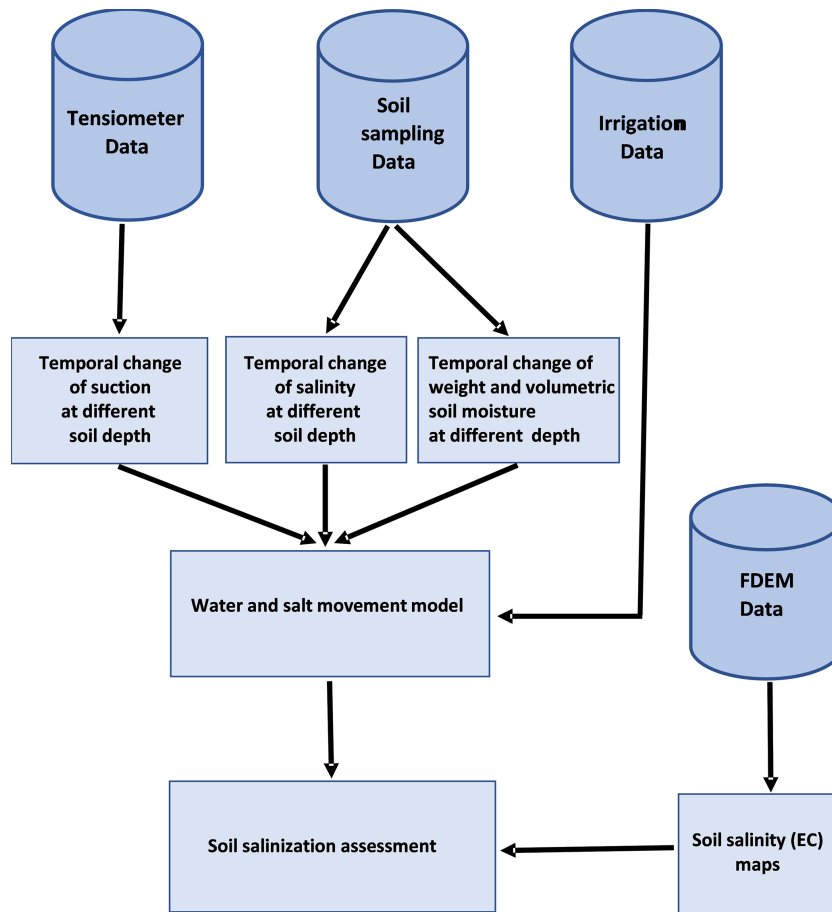 Tensiometer
Data
Soil
sampling
Data
Irrigation
Data
Temporal change
of suction
at different
soil depth
Temporal change
of salinity
at different
soil depth
Temporal change of
weight and volumetric
soil moisture
at different depth
Water and salt movement model
FDEM
Data
Soil salinization assessment
Soil salinity (EC)
maps